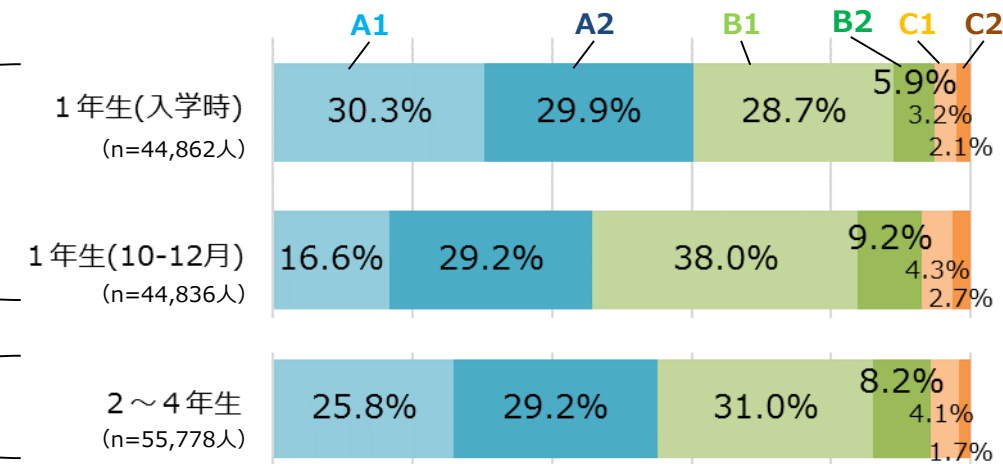 A1 A2 B1 B2 C1 C2
1年生(入学時)
(n=44,862人)
30.3% 29.9% 28.7% 5.9% 3.2% 2.1%
1年生(10-12月)
(n=44,836人)
16.6% 29.2% 38.0% 9.2% 4.3% 2.7%
2～4年生
(n=55,778人)
25.8% 29.2% 31.0% 8.2% 4.1% 1.7%